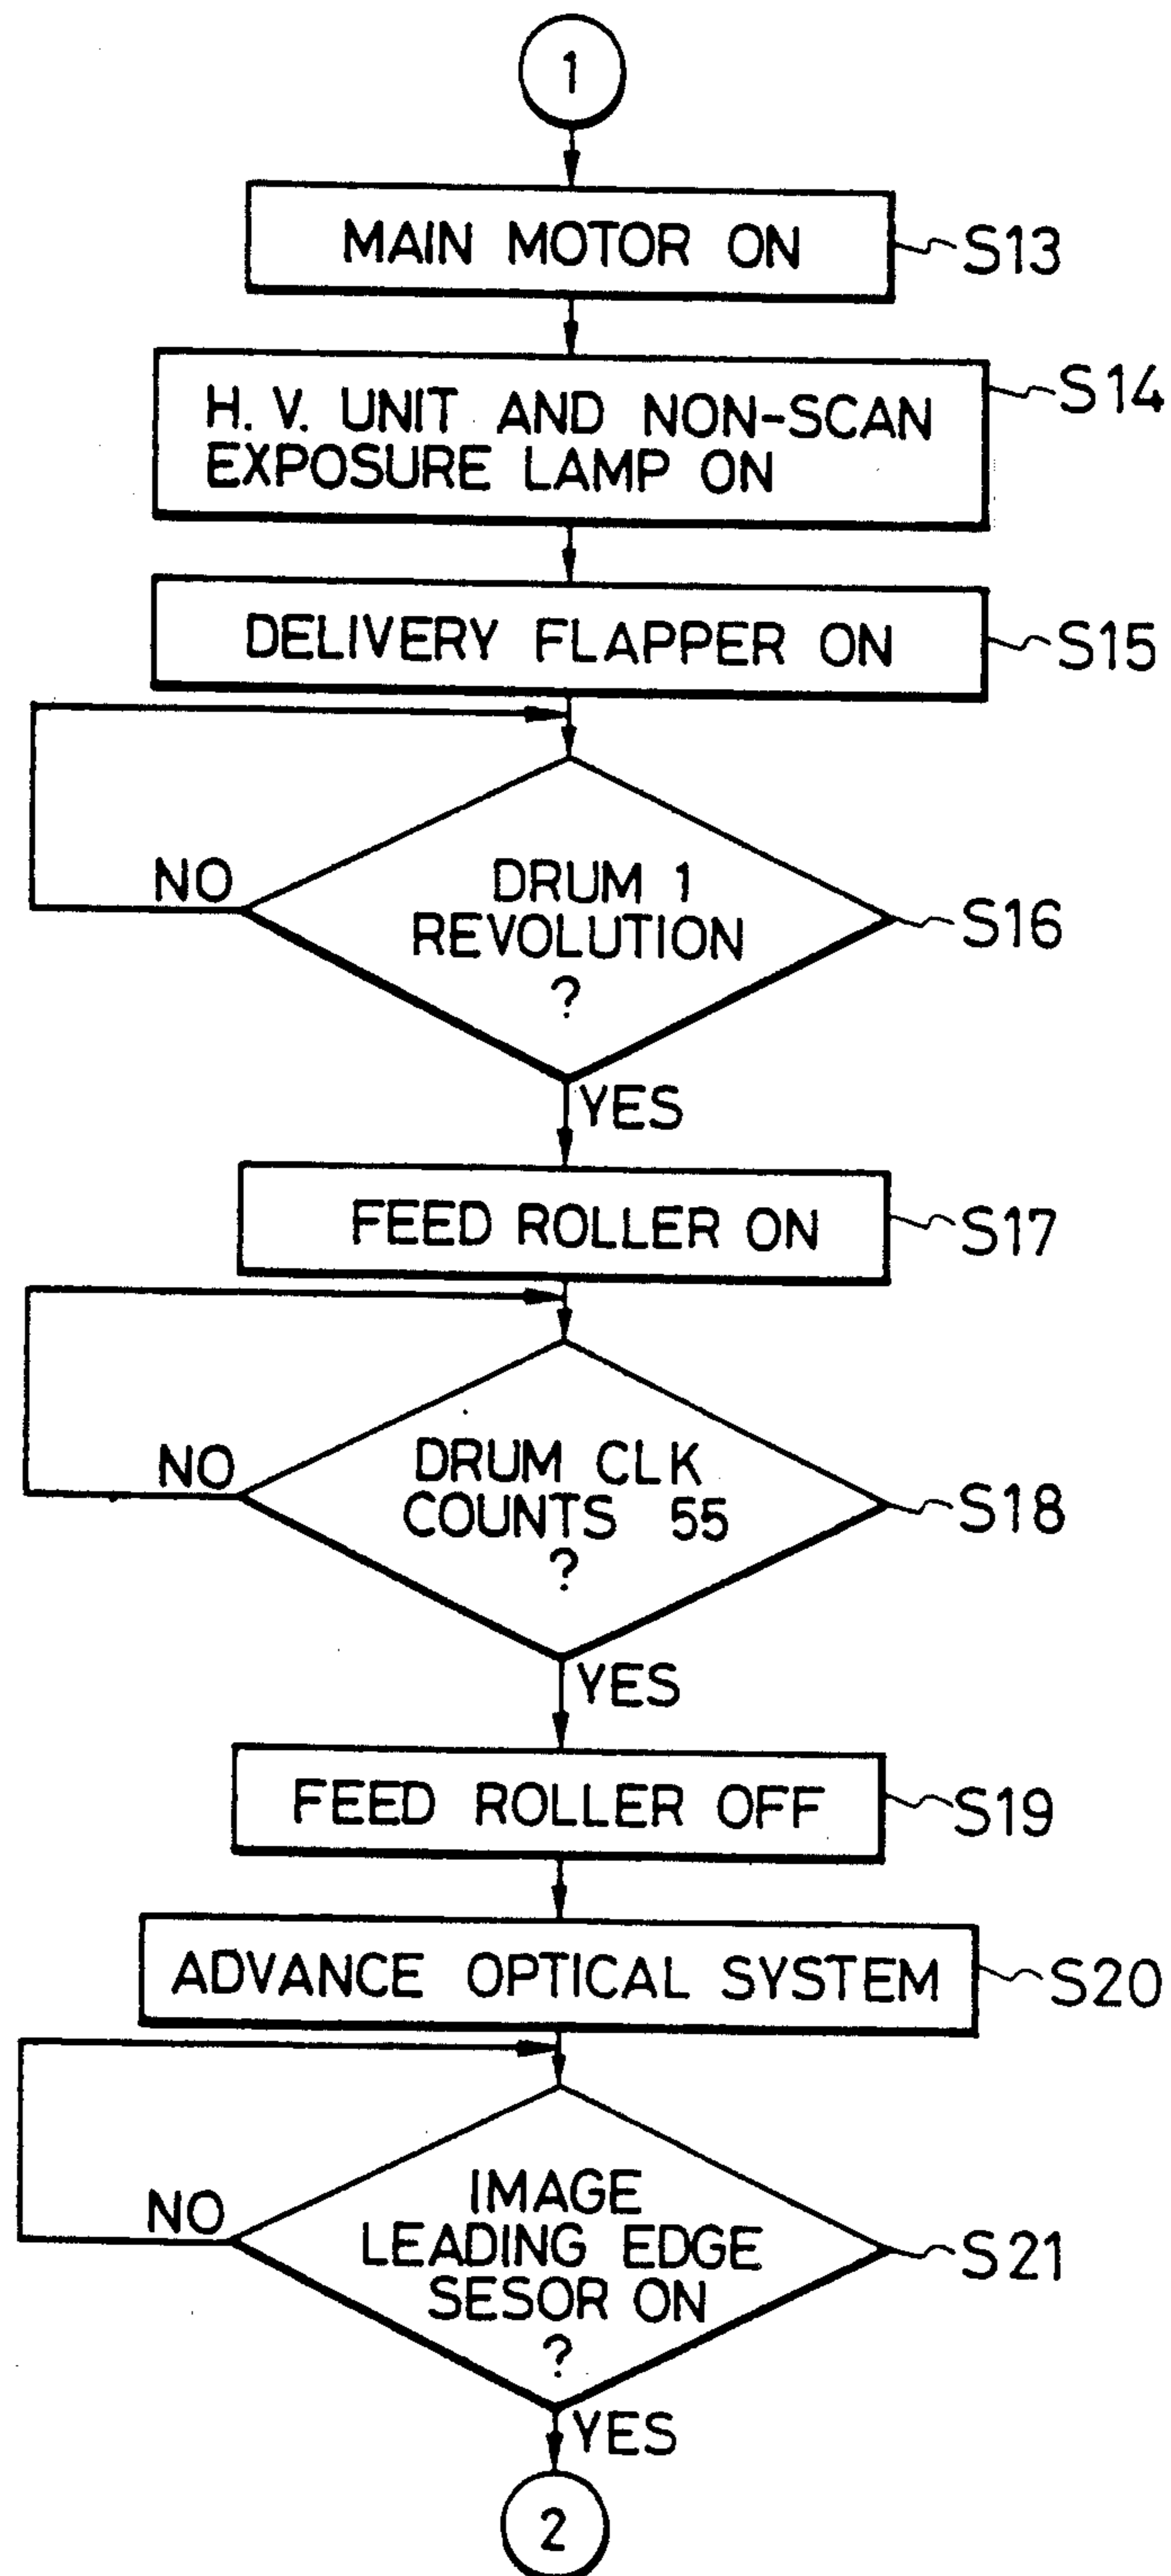 1
MAIN MOTOR ON
S13
H. V. UNIT AND NON-SCAN
EXPOSURE LAMP ON
S14
DELIVERY FLAPPER ON
S15
NO
DRUM 1
REVOLUTION
?
S16
YES
FEED ROLLER ON
S17
NO
DRUM CLK
COUNTS 55
?
S18
YES
FEED ROLLER OFF
S19
ADVANCE OPTICAL SYSTEM
S20
NO
IMAGE
LEADING EDGE
SESOR ON
?
S21
YES
2